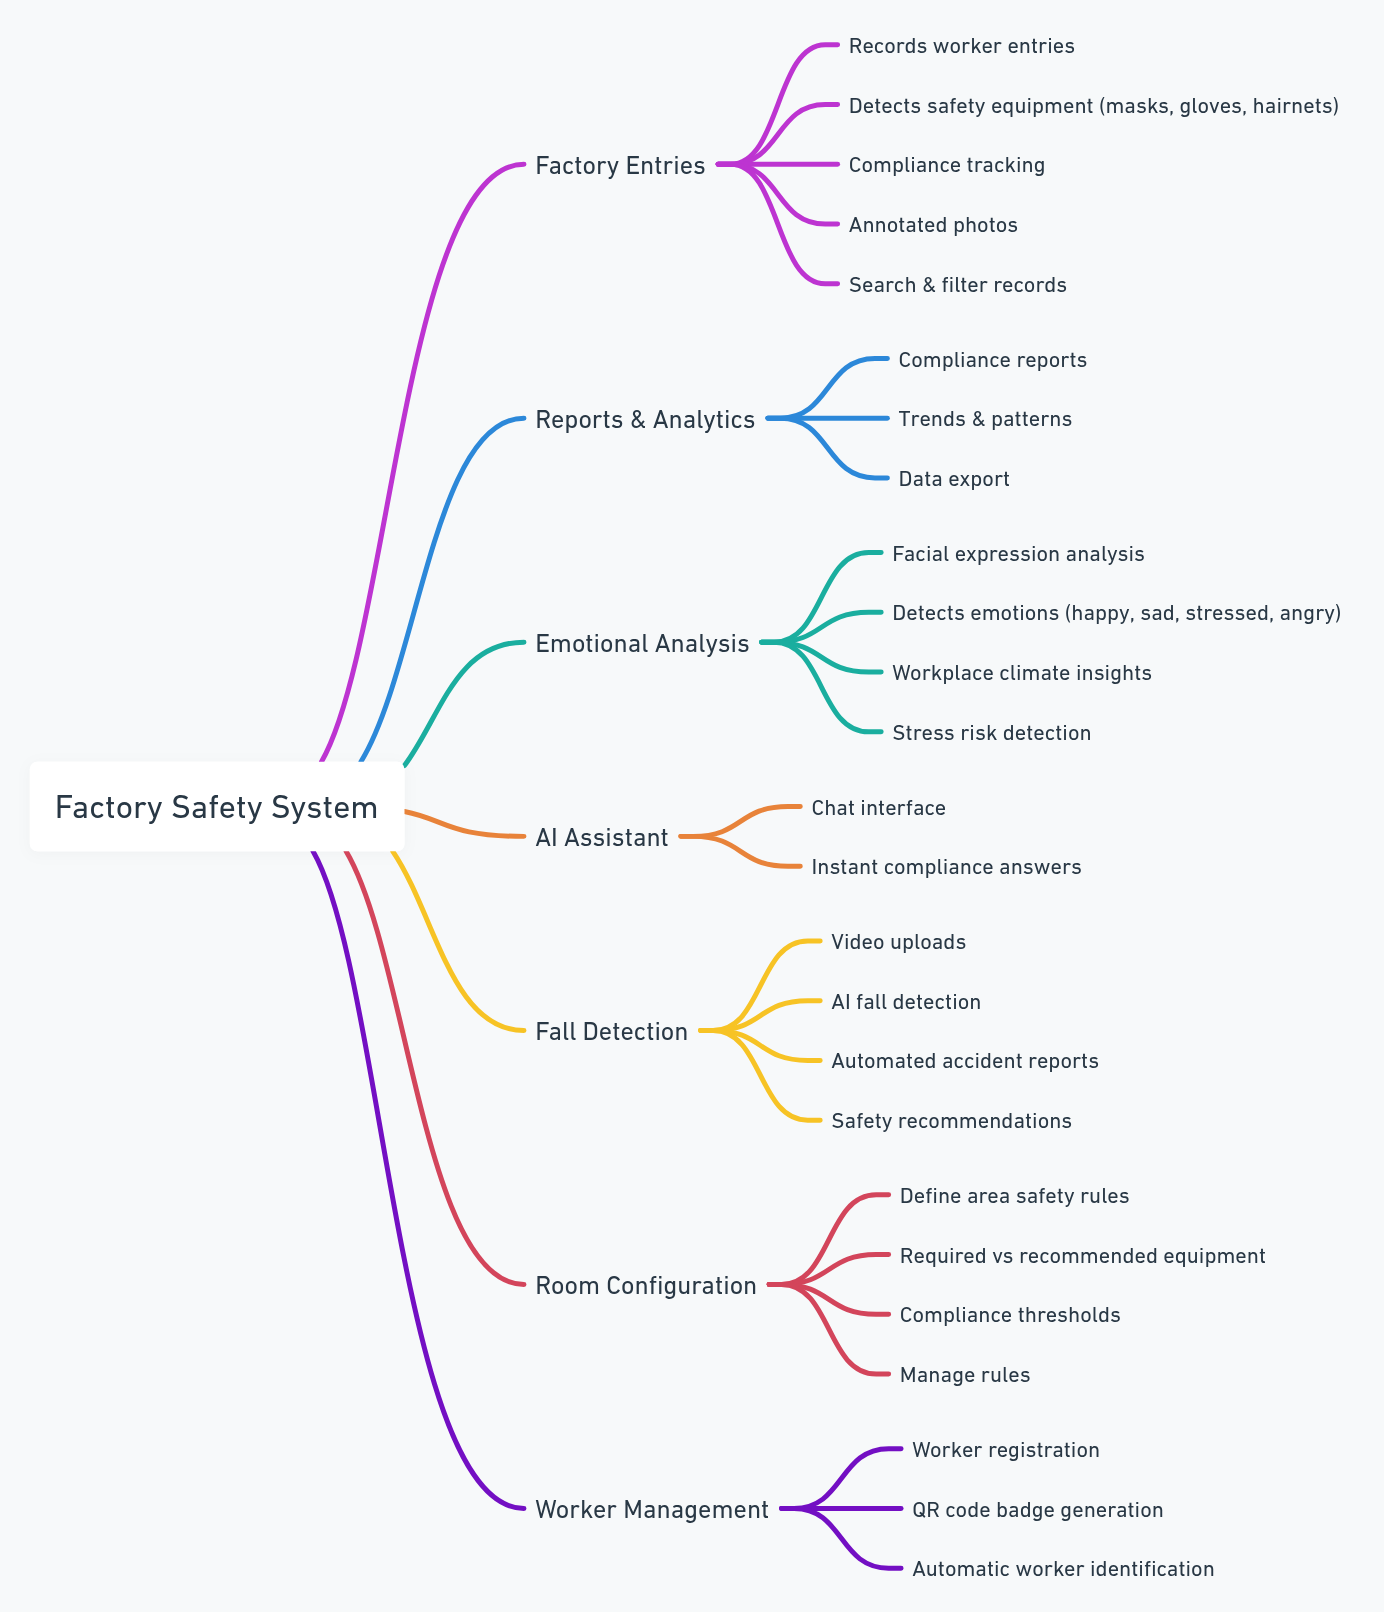 Factory Safety System
Factory Entries
Records worker entries
Detects safety equipment (masks, gloves, hairnets)
Compliance tracking
Annotated photos
Search & filter records
Reports & Analytics
Compliance reports
Trends & patterns
Data export
Emotional Analysis
Facial expression analysis
Detects emotions (happy, sad, stressed, angry)
Workplace climate insights
Stress risk detection
AI Assistant
Chat interface
Instant compliance answers
Fall Detection
Video uploads
AI fall detection
Automated accident reports
Safety recommendations
Room Configuration
Define area safety rules
Required vs recommended equipment
Compliance thresholds
Manage rules
Worker Management
Worker registration
QR code badge generation
Automatic worker identification